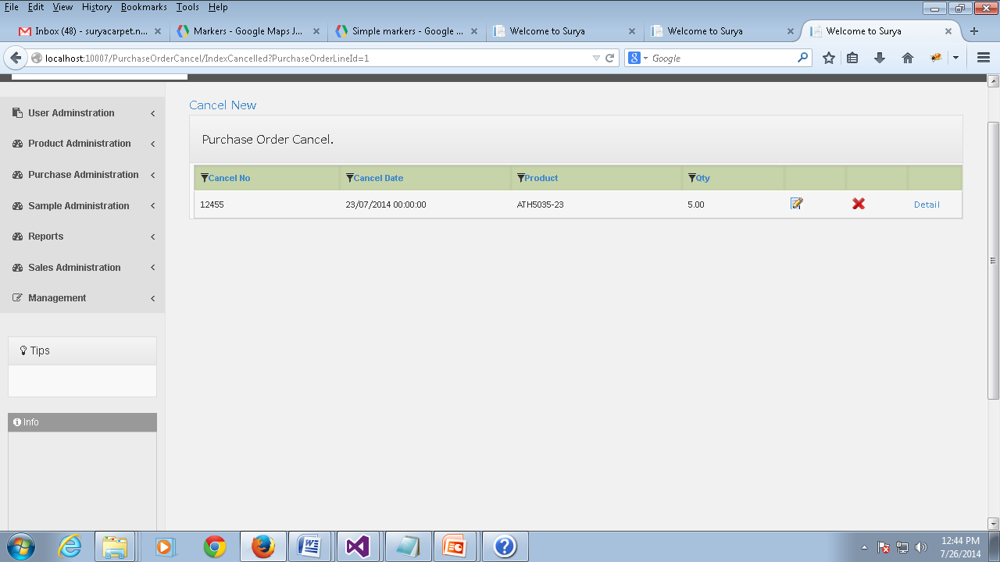 File Edit View History Bookmarks Tools Help
Inbox (48) - suryacarpet.n... Markers - Google Maps J... Simple markers - Google ... Welcome to Surya Welcome to Surya Welcome to Surya
localhost:10007/PurchaseOrderCancel/IndexCancelled?PurchaseOrderLineId=1 Google
Cancel New
User Adminstration
Product Administration
Purchase Administration
Sample Administration
Reports
Sales Administration
Management
Purchase Order Cancel.
Cancel No Cancel Date Product Qty
12455 23/07/2014 00:00:00 ATH5035-23 5.00 Detail
Tips
Info
12:44 PM
7/26/2014